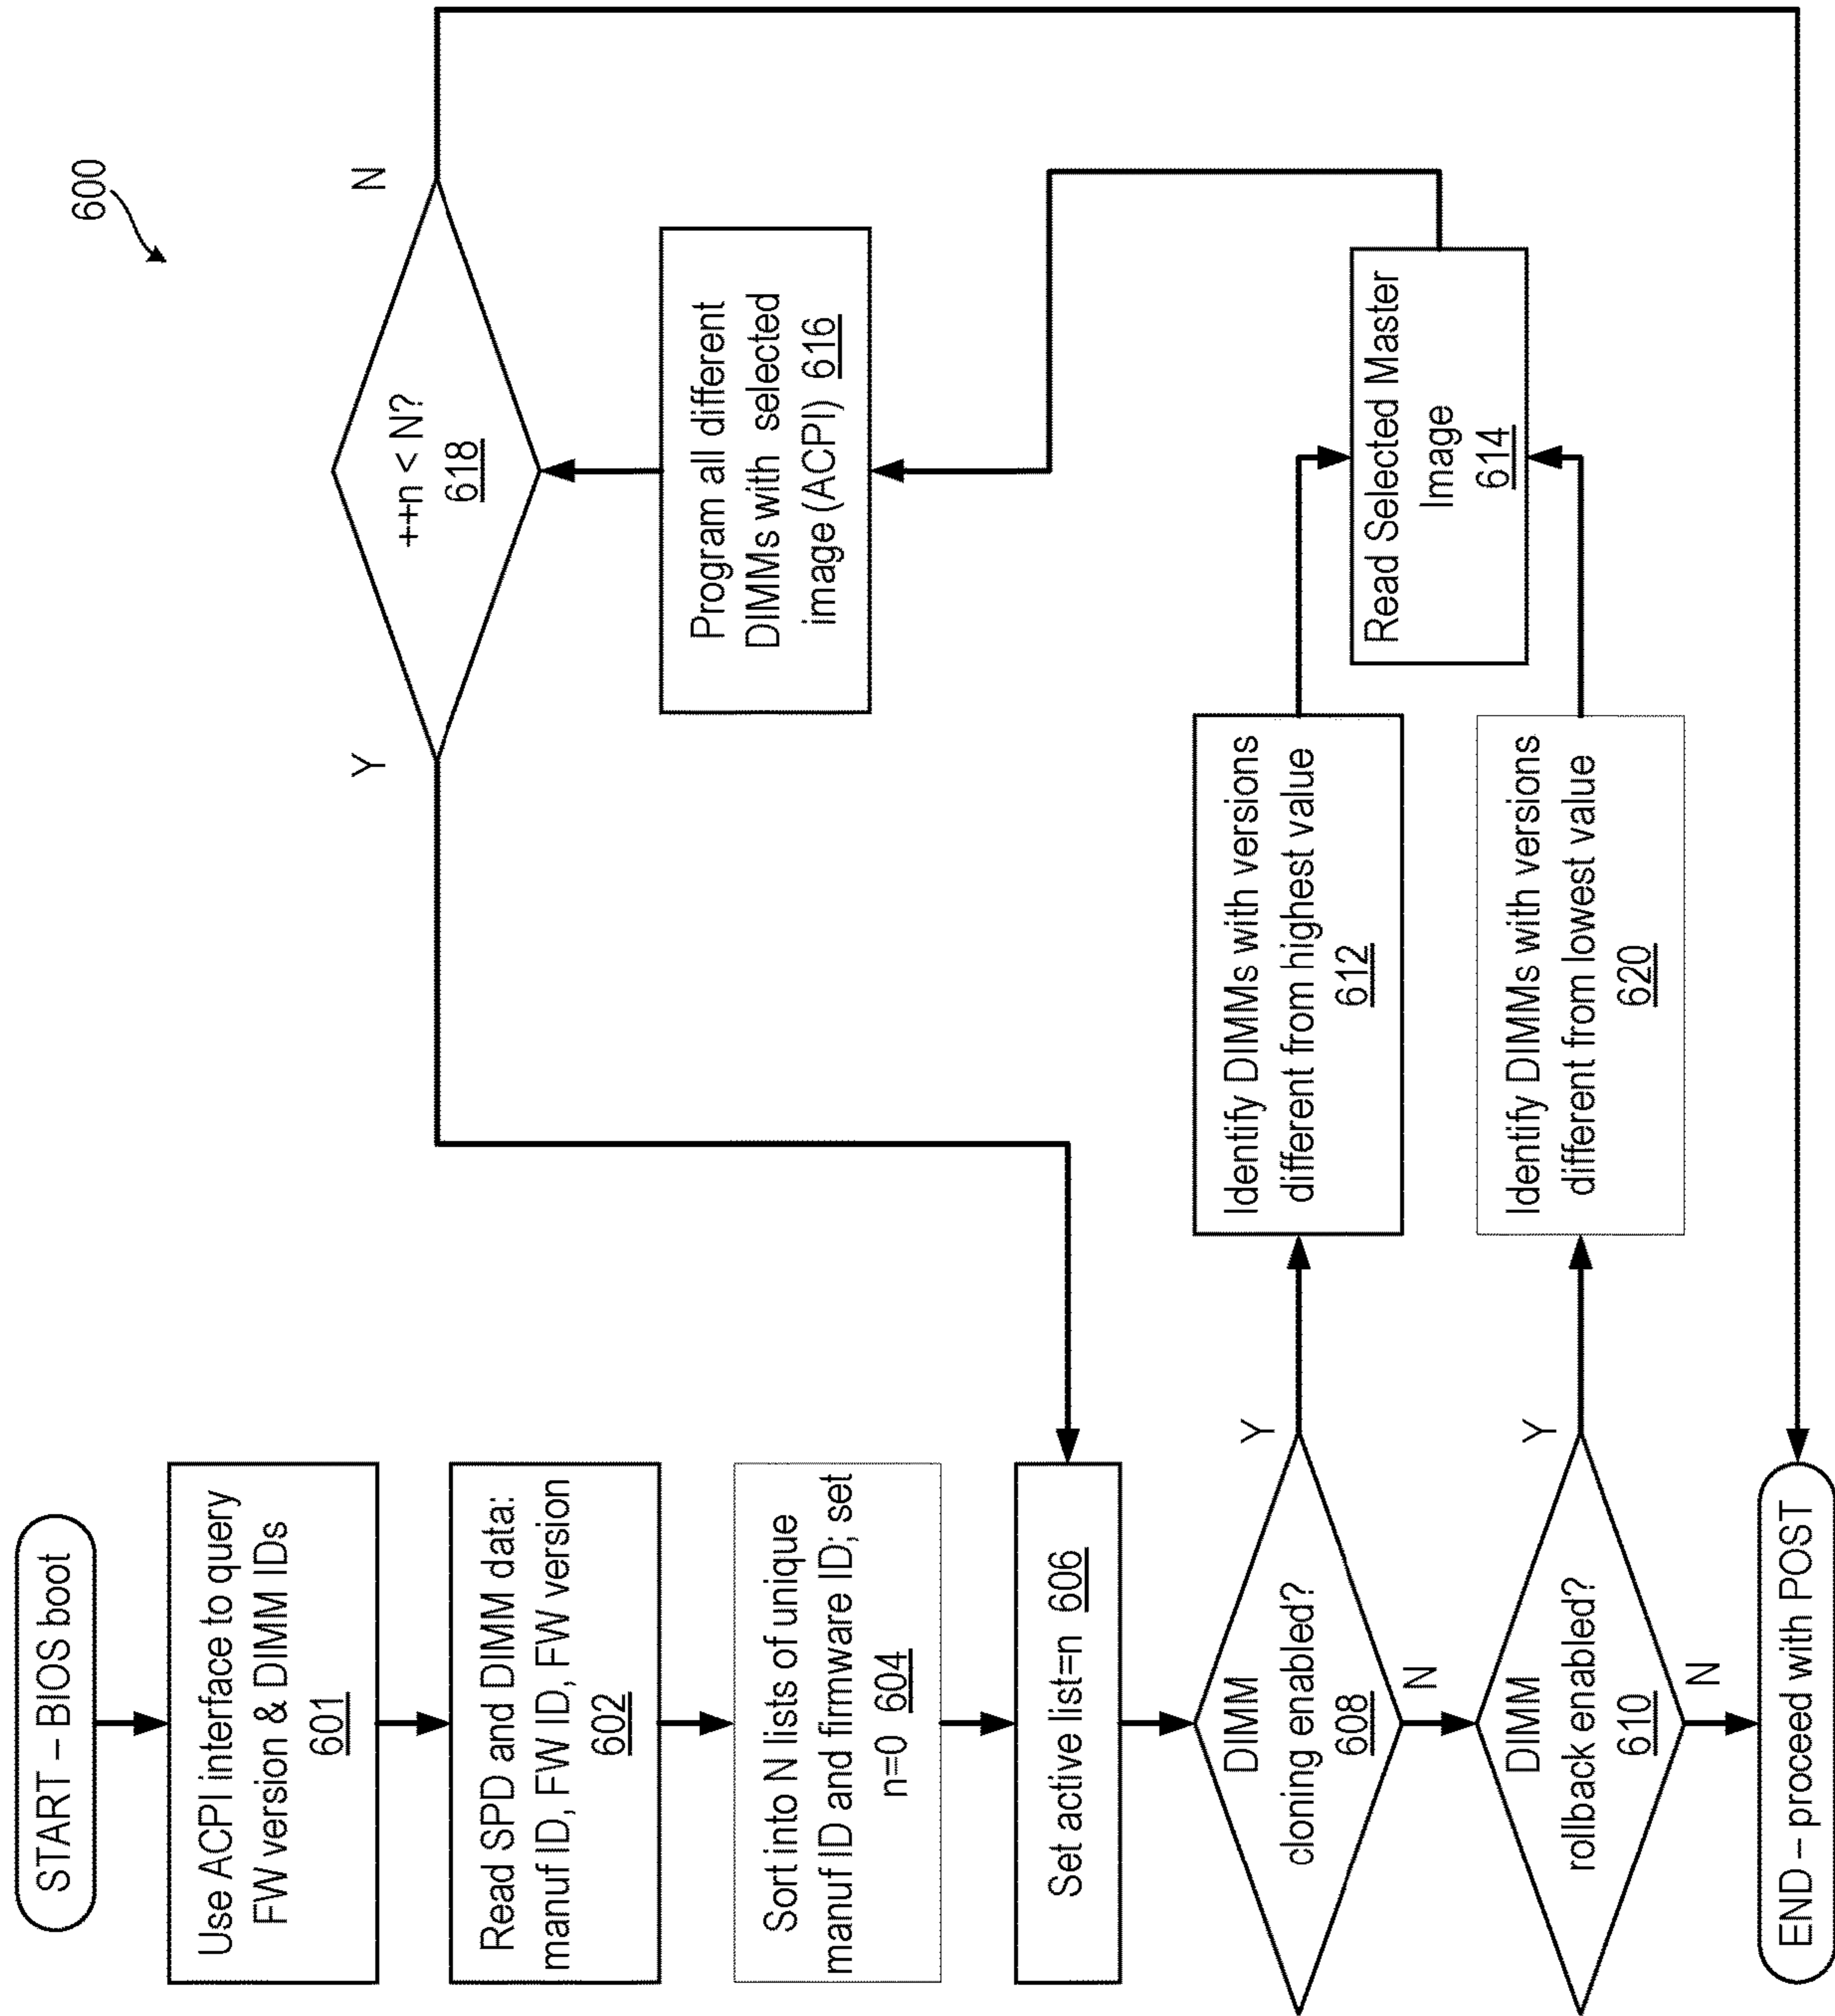 600
START – BIOS boot
Use ACPI interface to query
FW version & DIMM IDs
601
Read SPD and DIMM data:
manuf ID, FW ID, FW version
602
Sort into N lists of unique
manuf ID and firmware ID; set
n=0 604
Set active list=n 606
DIMM
cloning enabled?
608
Y
N
DIMM
rollback enabled?
610
Y
N
END – proceed with POST
Identify DIMMs with versions
different from highest value
612
Identify DIMMs with versions
different from lowest value
620
Read Selected Master
Image
614
Program all different
DIMMs with selected
image (ACPI) 616
++n < N?
618
Y
N